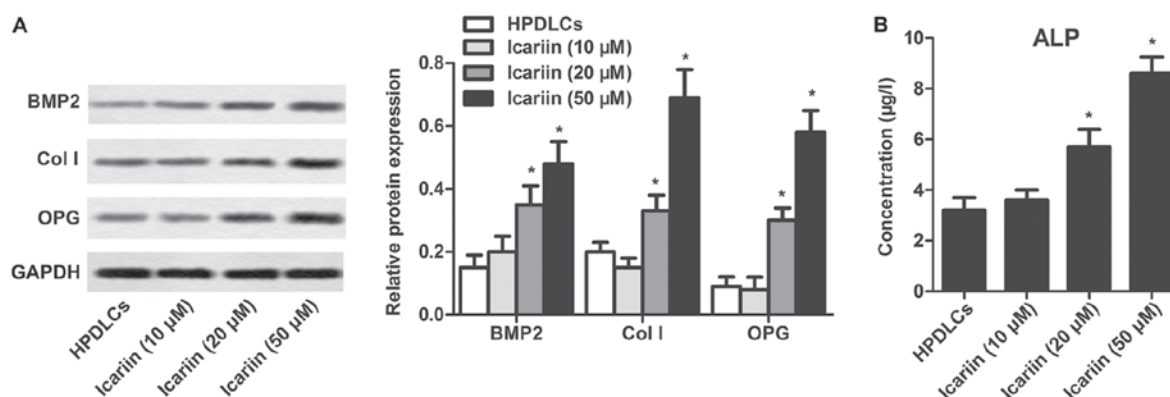 A
BMP2
Col I
OPG
GAPDH
HPDLCs
Icariin (10 µM)
Icariin (20 µM)
Icariin (50 µM)
HPDLCs
Icariin (10 µM)
Icariin (20 µM)
Icariin (50 µM)
Relative protein expression
0.8
0.6
0.4
0.2
0.0
* * * * * *
BMP2 Col I OPG
B
ALP
Concentration (µg/l)
10
8
6
4
2
0
* *
HPDLCs
Icariin (10 µM)
Icariin (20 µM)
Icariin (50 µM)